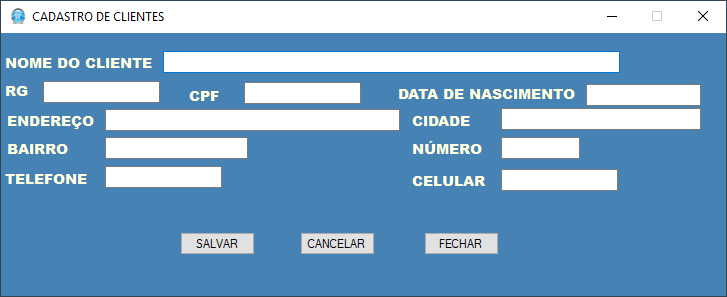 CADASTRO DE CLIENTES
NOME DO CLIENTE
RG CPF DATA DE NASCIMENTO
ENDEREÇO CIDADE
BAIRRO NÚMERO
TELEFONE CELULAR
SALVAR CANCELAR FECHAR